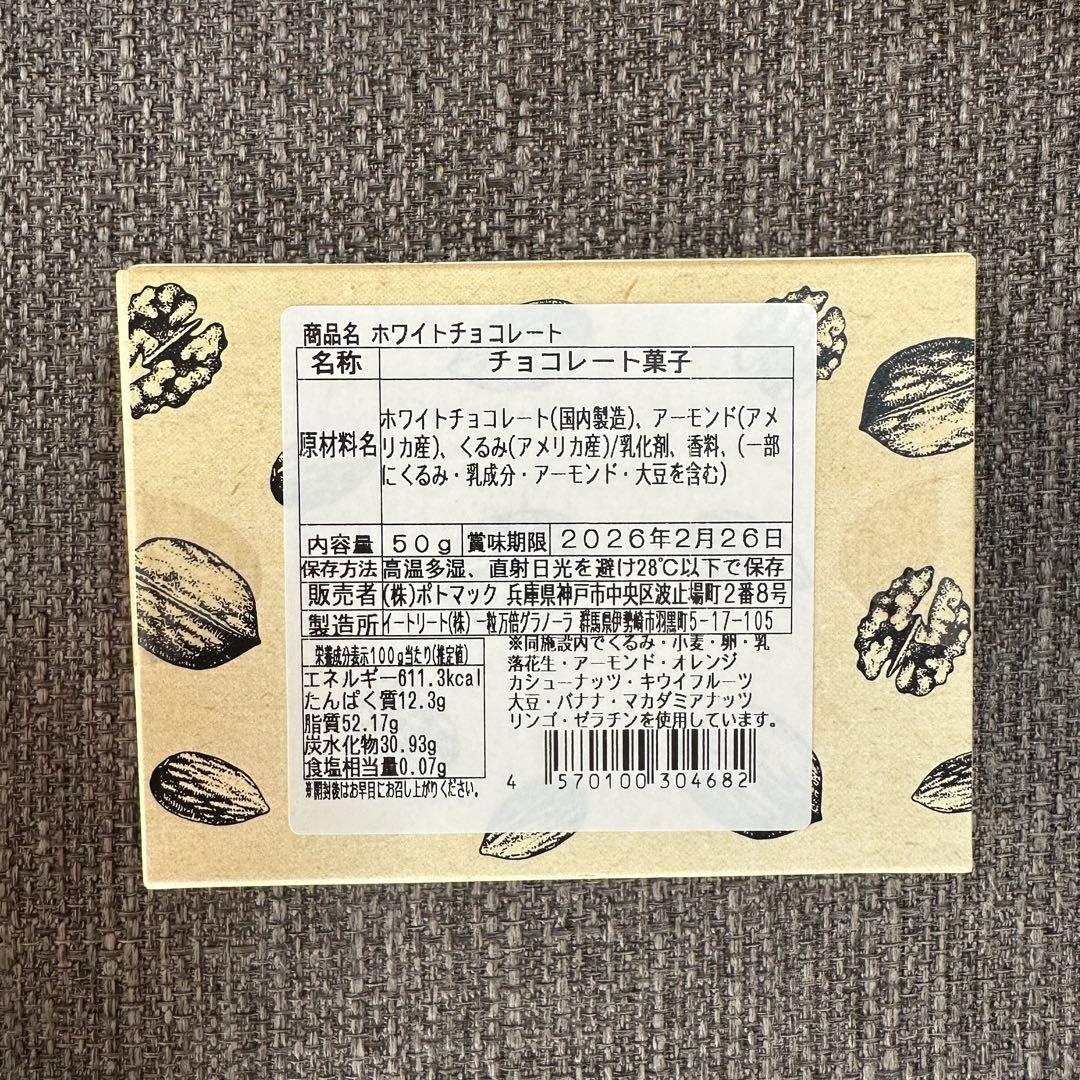 商品名 ホワイトチョコレート
名称 チョコレート菓子
原材料名 ホワイトチョコレート(国内製造)、アーモンド(アメ
リカ産)、くるみ(アメリカ産)/乳化剤、香料、(一部
にくるみ・乳成分・アーモンド・大豆を含む)
内容量 50g 賞味期限 2026年2月26日
保存方法 高温多湿、直射日光を避け28℃以下で保存
販売者 (株)ポトマック 兵庫県神戸市中央区波止場町2番8号
製造所 イートリート(株) 一粒万倍グラノーラ 群馬県伊勢崎市羽黒町5-17-105
栄養成分表示100g当たり(推定値)
エネルギー611.3kcal
たんぱく質12.3g
脂質52.17g
炭水化物30.93g
食塩相当量0.07g
※開封後はお早目にお召し上がりください。
※同施設内でくるみ・小麦・卵・乳
落花生・アーモンド・オレンジ
カシューナッツ・キウイフルーツ
大豆・バナナ・マカダミアナッツ
リンゴ・ゼラチンを使用しています。
4 570100 304682